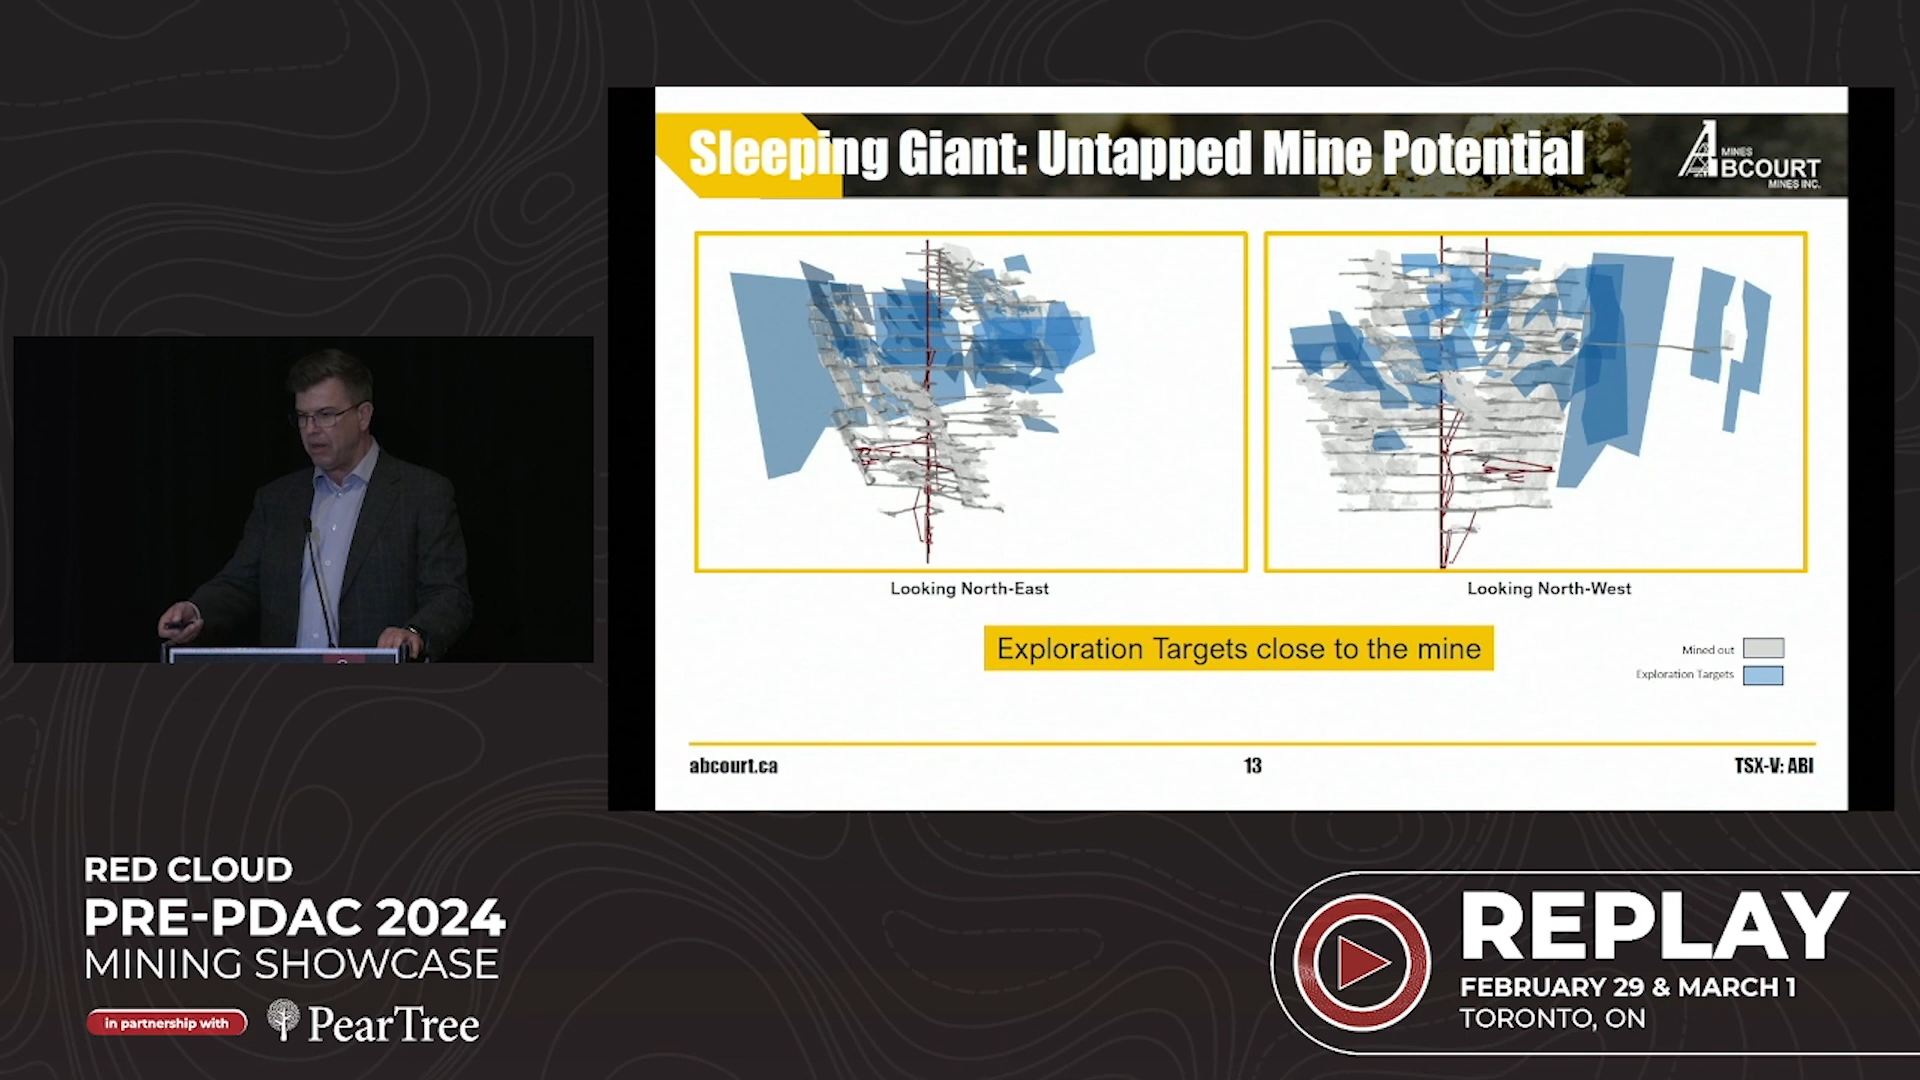 Sleeping Giant: Untapped Mine Potential
MINES
ABCOURT
MINES INC.
Looking North-East
Looking North-West
Exploration Targets close to the mine
Mined out
Exploration Targets
abcourt.ca
13
TSX-V: ABI
RED CLOUD
PRE-PDAC 2024
MINING SHOWCASE
in partnership with
PearTree
REPLAY
FEBRUARY 29 & MARCH 1
TORONTO, ON